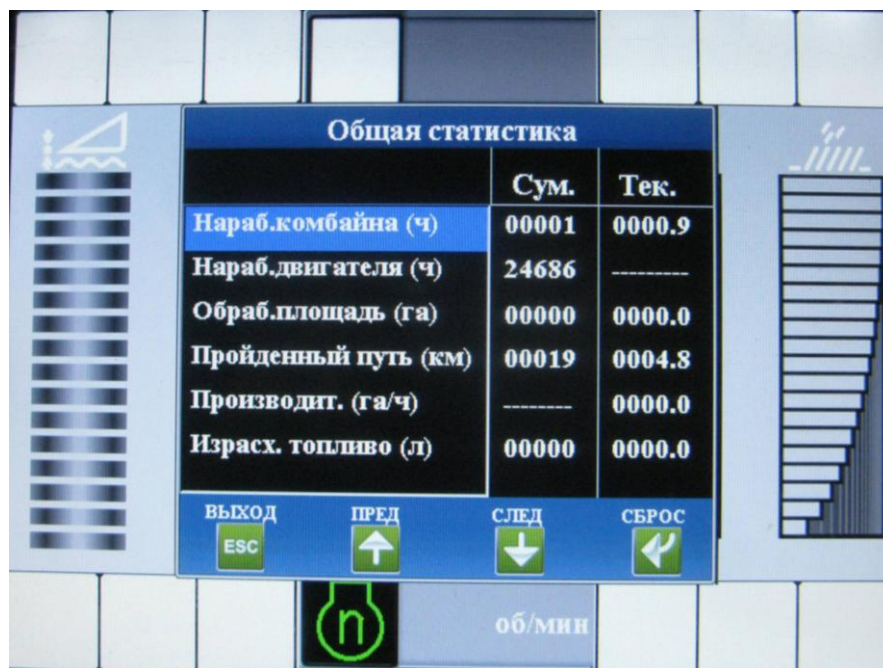 Общая статистика
Сум. Тек.
Нараб.комбайна (ч) 00001 0000.9
Нараб.двигателя (ч) 24686 ---------
Обраб.площадь (га) 00000 0000.0
Пройденный путь (км) 00019 0004.8
Производит. (га/ч) -------- 0000.0
Израсх. топливо (л) 00000 0000.0
ВЫХОД ПРЕД СЛЕД СБРОС
ESC
n об/мин